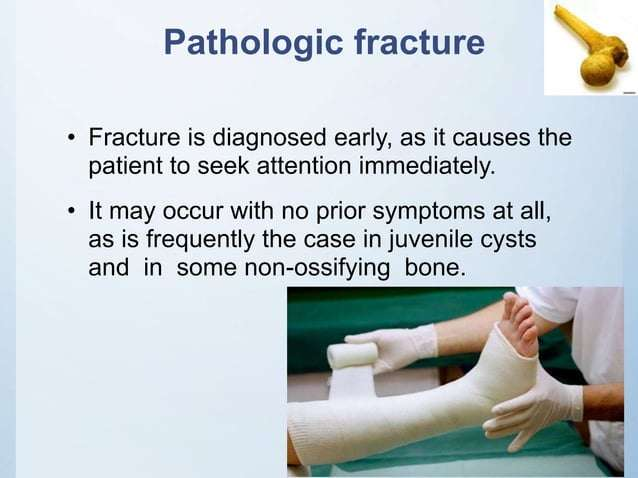 Pathologic fracture
• Fracture is diagnosed early, as it causes the
patient to seek attention immediately.
• It may occur with no prior symptoms at all,
as is frequently the case in juvenile cysts
and in some non-ossifying bone.